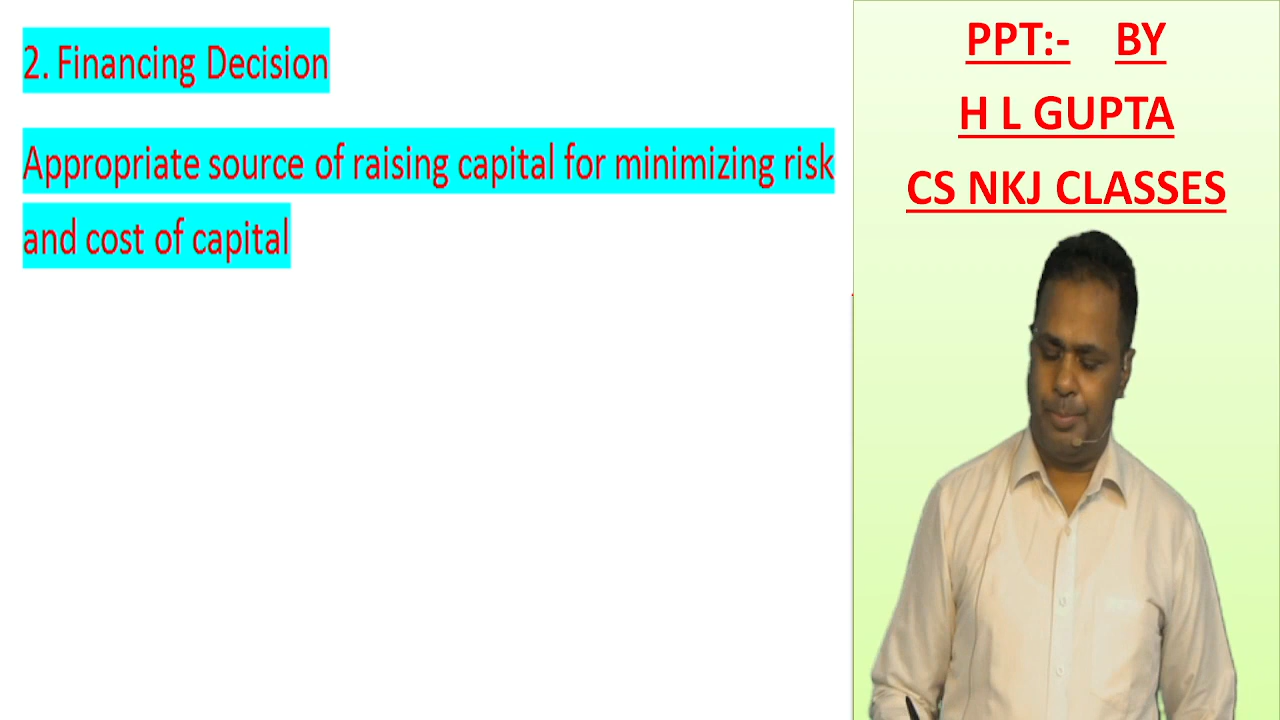 2. Financing Decision
Appropriate source of raising capital for minimizing risk
and cost of capital
PPT:- BY
H L GUPTA
CS NKJ CLASSES